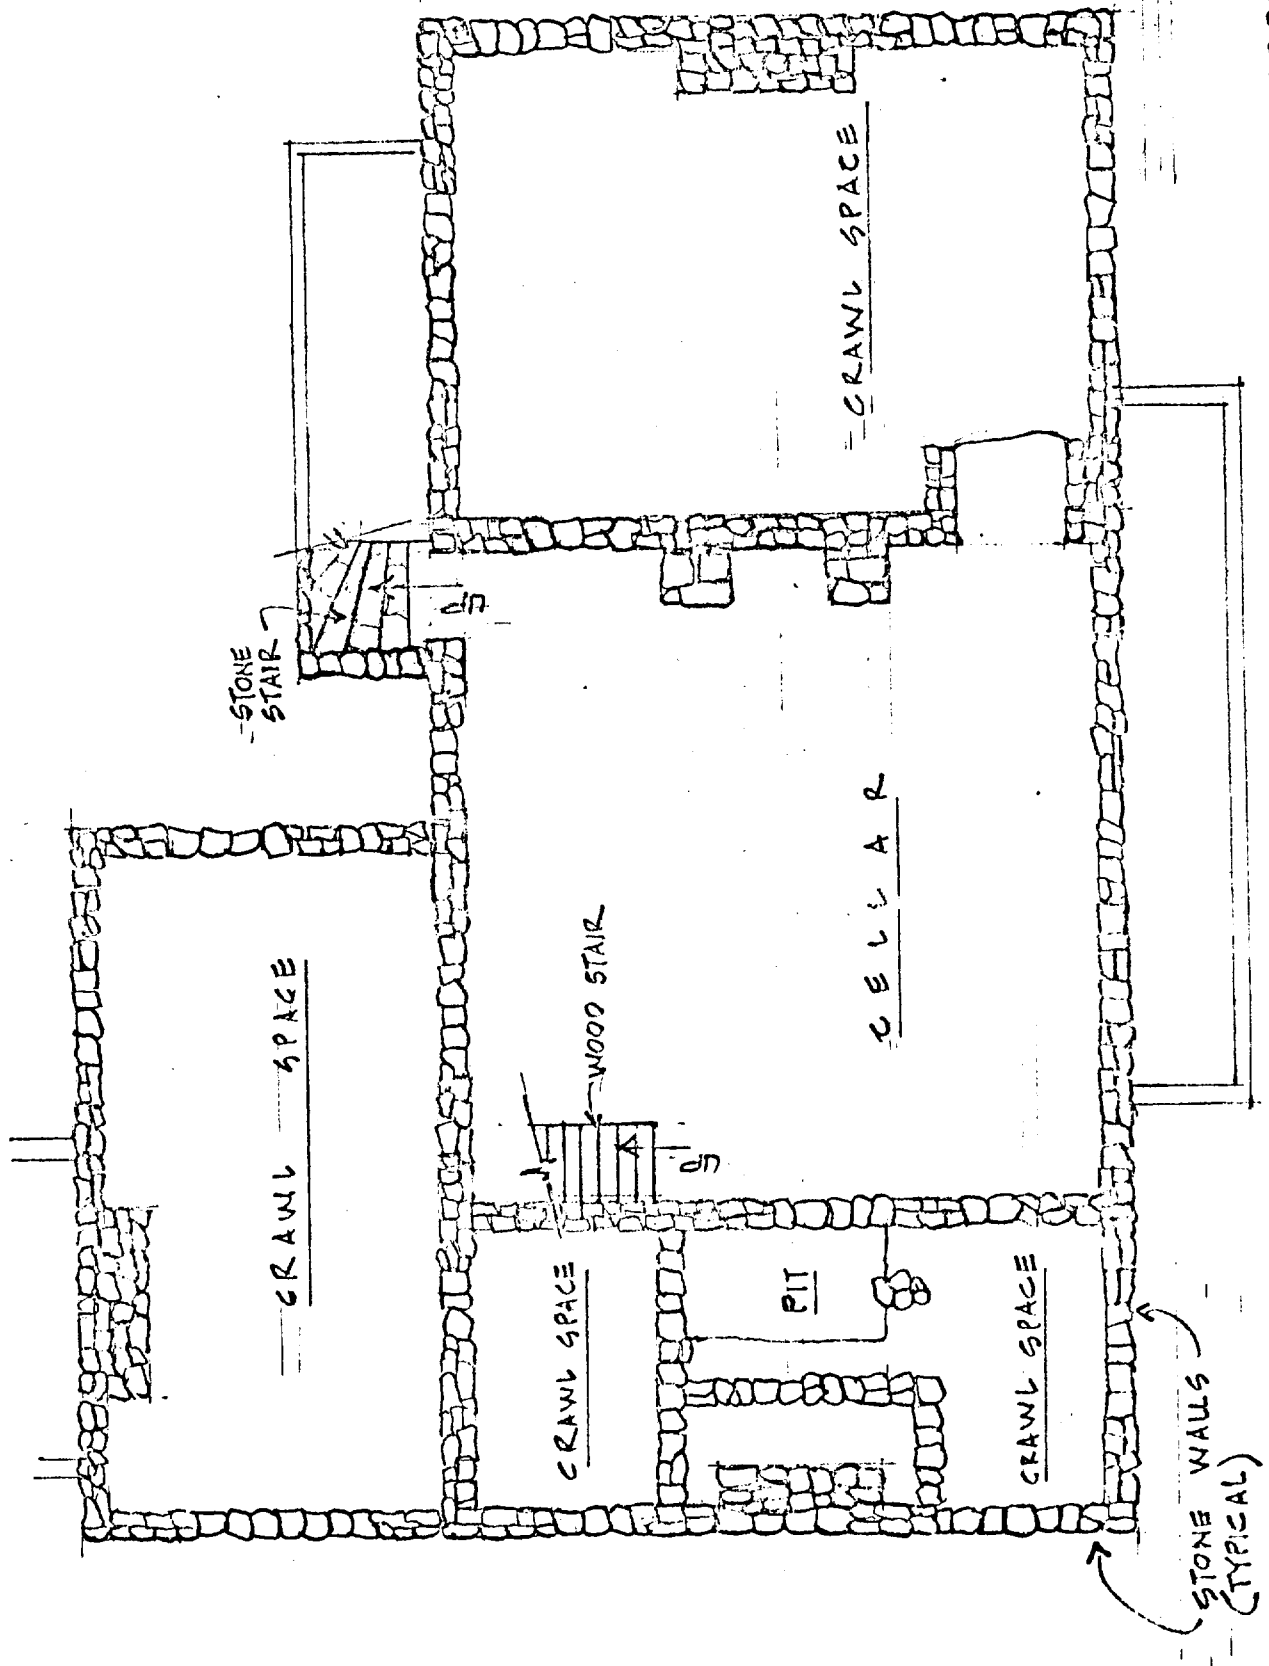 STONE
STAIR
UP
CRAWL SPACE
CRAWL SPACE
WOOD STAIR
UP
CELLAR
CRAWL SPACE
PIT
CRAWL SPACE
STONE WALLS
(TYPICAL)